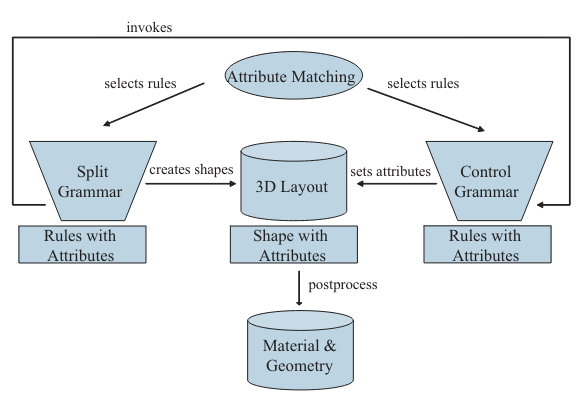 invokes
Attribute Matching
selects rules
selects rules
Split
Grammar
creates shapes
3D Layout
sets attributes
Control
Grammar
Rules with
Attributes
Shape with
Attributes
Rules with
Attributes
postprocess
Material &
Geometry